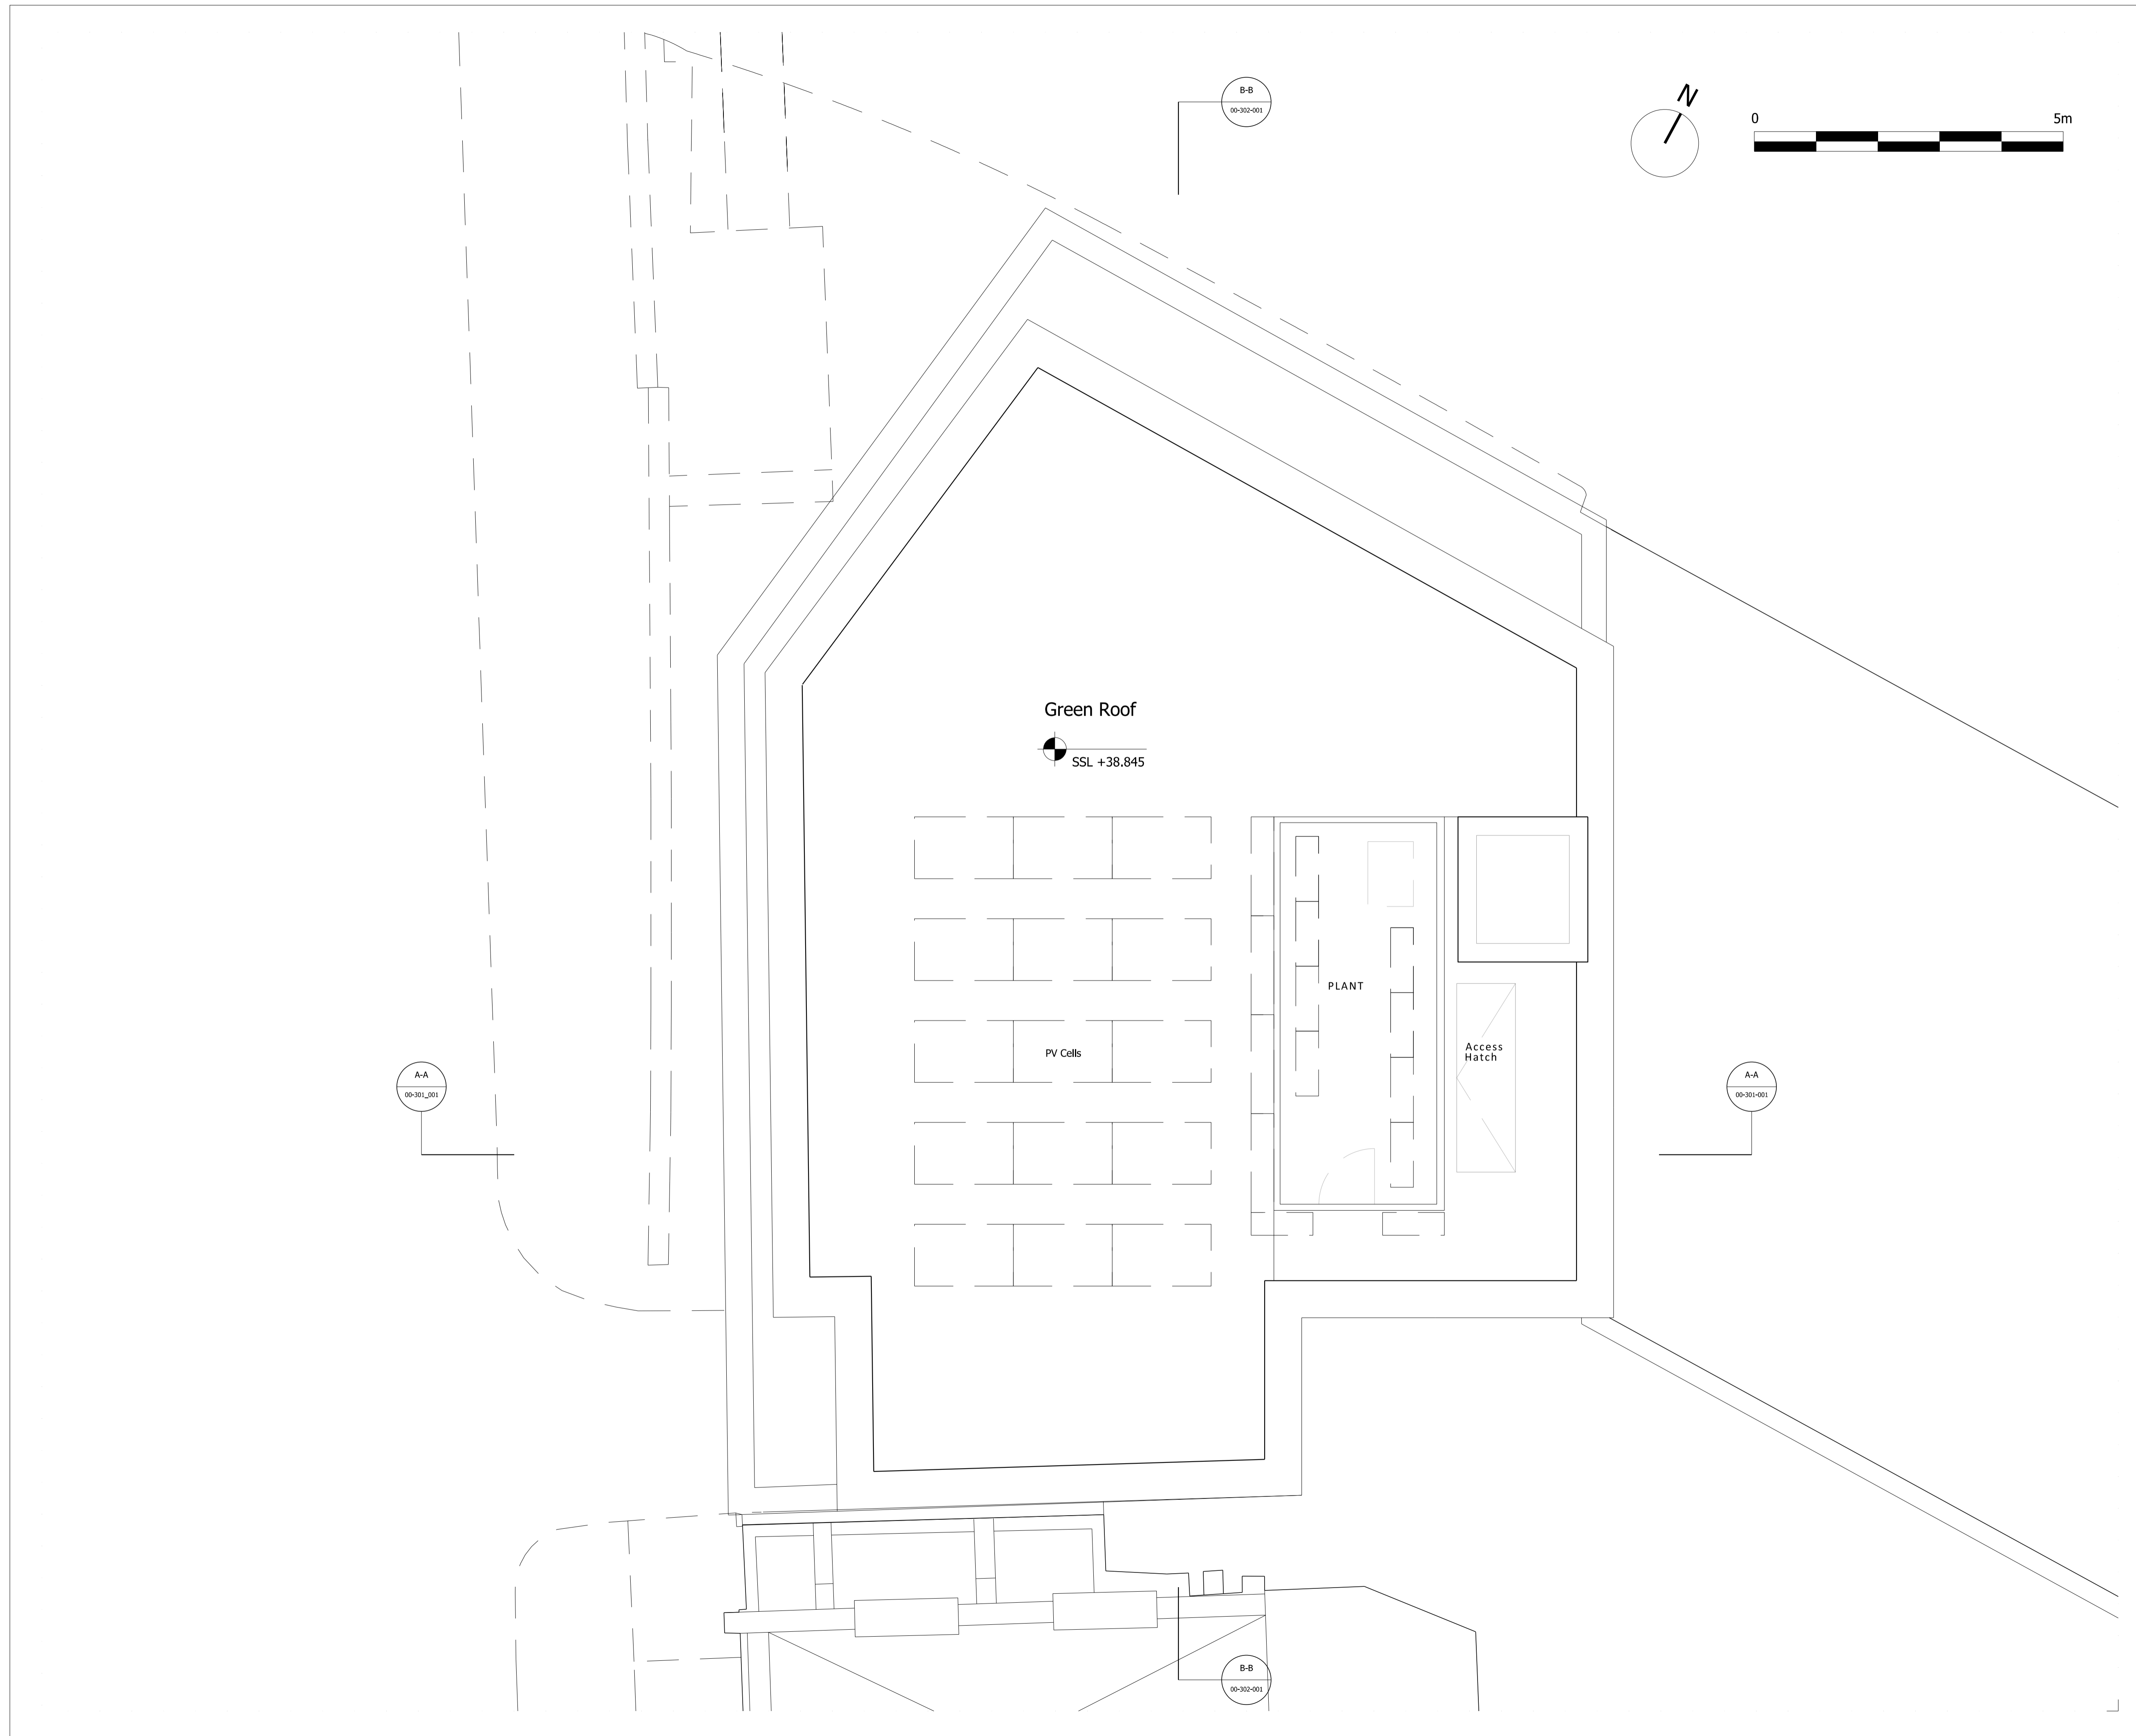 B-B
00-302-001
N
0 5m
Green Roof
SSL +38.845
PLANT
PV Cells
Access
Hatch
A-A
00-301_001
A-A
00-301-001
B-B
00-302-001